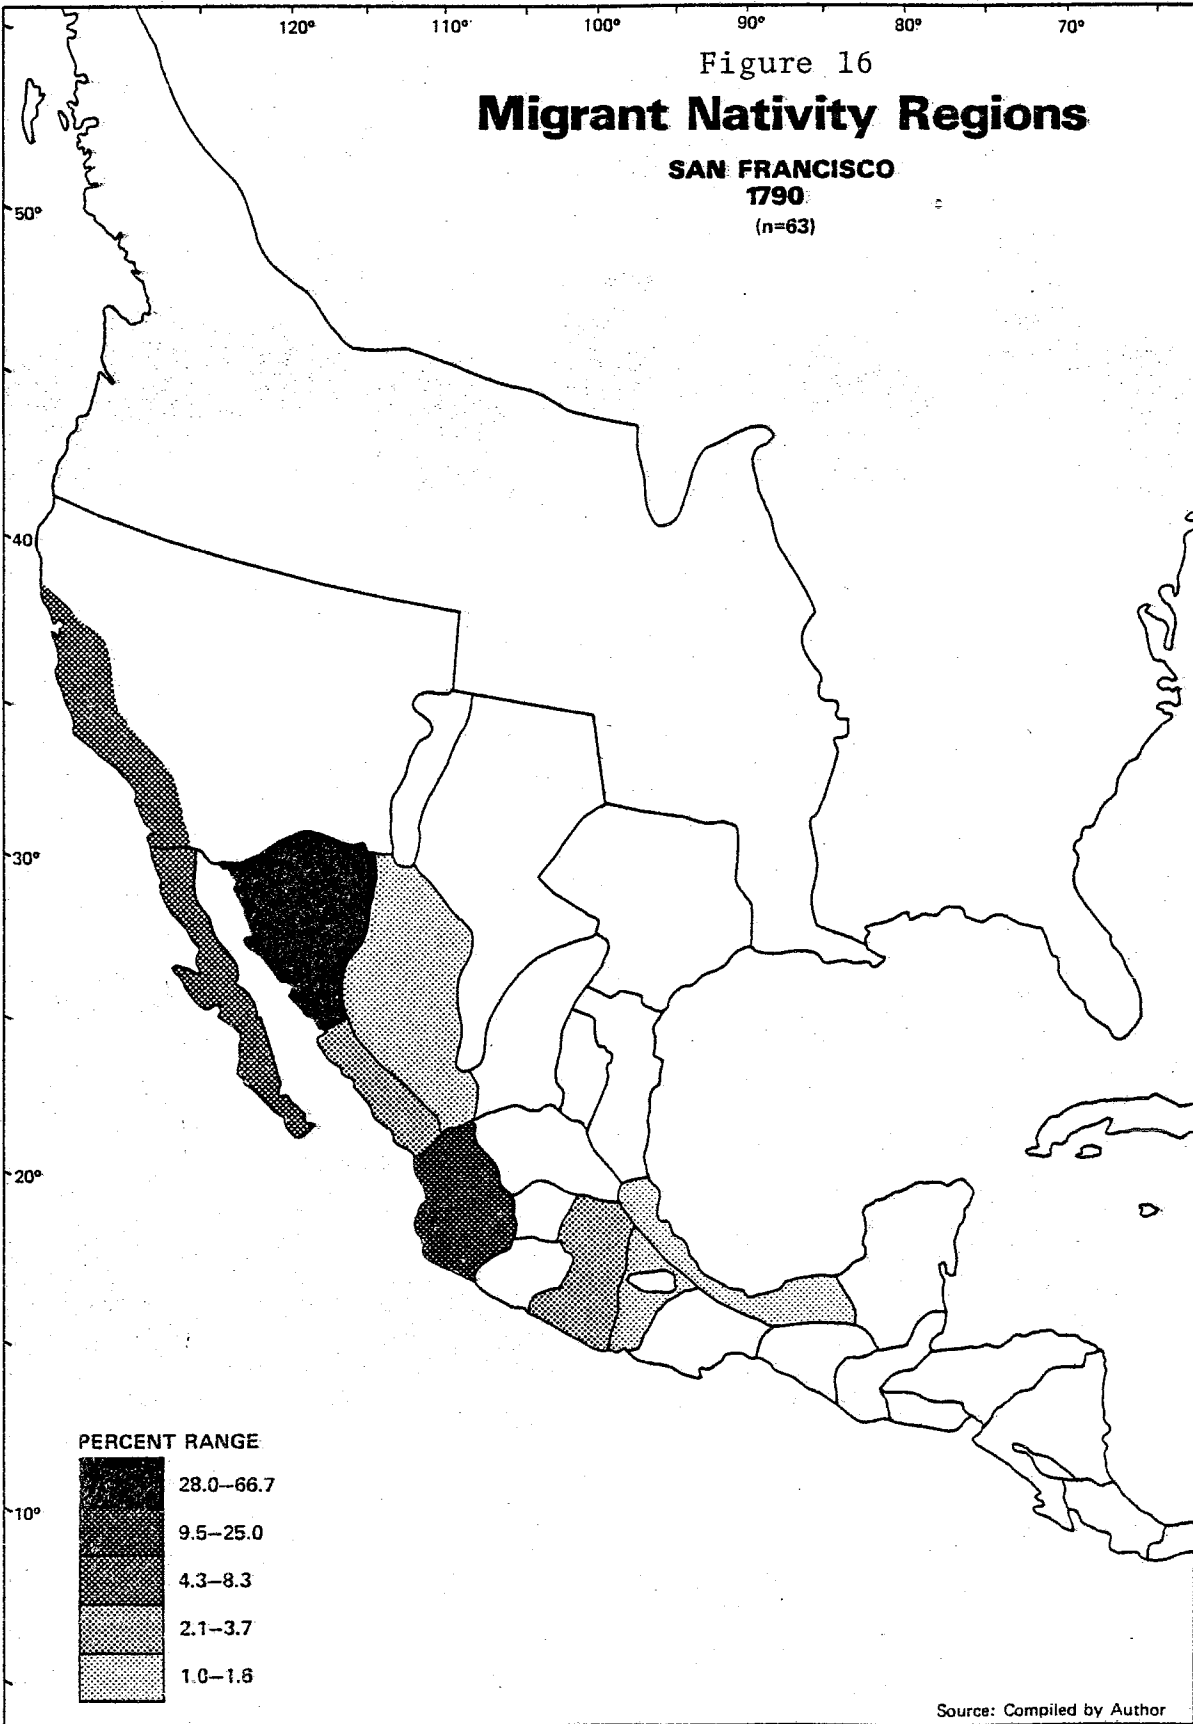 120° 110° 100° 90° 80° 70°
Figure 16
Migrant Nativity Regions
SAN FRANCISCO
1790
(n=63)
50°
40
30°
20°
10°
PERCENT RANGE
28.0–66.7
9.5–25.0
4.3–8.3
2.1–3.7
1.0–1.6
Source: Compiled by Author